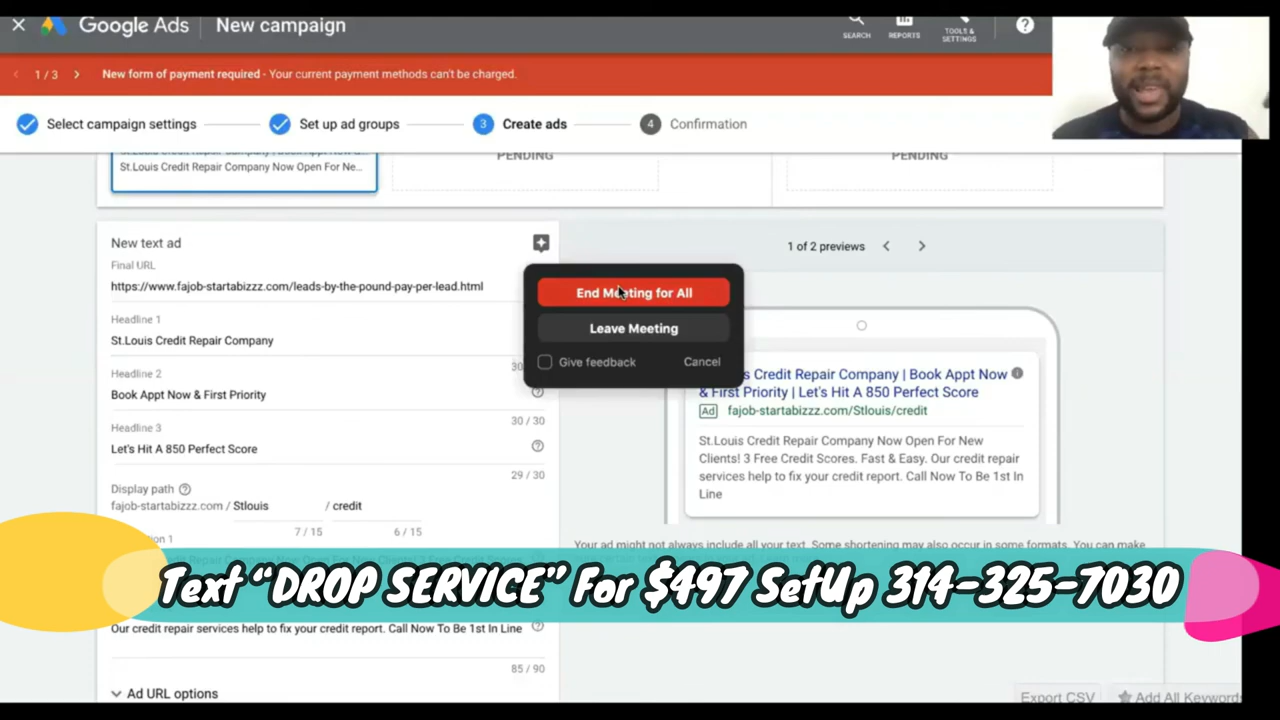 Google Ads
New campaign
SEARCH
REPORTS
TOOLS &
SETTINGS
1 / 3
New form of payment required - Your current payment methods can't be charged.
Select campaign settings
Set up ad groups
3
Create ads
4
Confirmation
St.Louis Credit Repair Company Now Open For Ne...
PENDING
PENDING
New text ad
Final URL
https://www.fajob-startabizzz.com/leads-by-the-pound-pay-per-lead.html
Headline 1
St.Louis Credit Repair Company
30
Headline 2
Book Appt Now & First Priority
30 / 30
Headline 3
Let's Hit A 850 Perfect Score
29 / 30
Display path
fajob-startabizzz.com / Stlouis / credit
7 / 15
6 / 15
1 of 2 previews
End Meeting for All
Leave Meeting
Give feedback
Cancel
s Credit Repair Company | Book Appt Now
& First Priority | Let's Hit A 850 Perfect Score
Ad
fajob-startabizzz.com/Stlouis/credit
St.Louis Credit Repair Company Now Open For New
Clients! 3 Free Credit Scores. Fast & Easy. Our credit repair
services help to fix your credit report. Call Now To Be 1st In
Line
Your ad might not always include all your text. Some shortening may also occur in some formats. You can make
Text “DROP SERVICE” For $497 SetUp 314-325-7030
Our credit repair services help to fix your credit report. Call Now To Be 1st In Line
85 / 90
Ad URL options
Export CSV
Add All Keywords